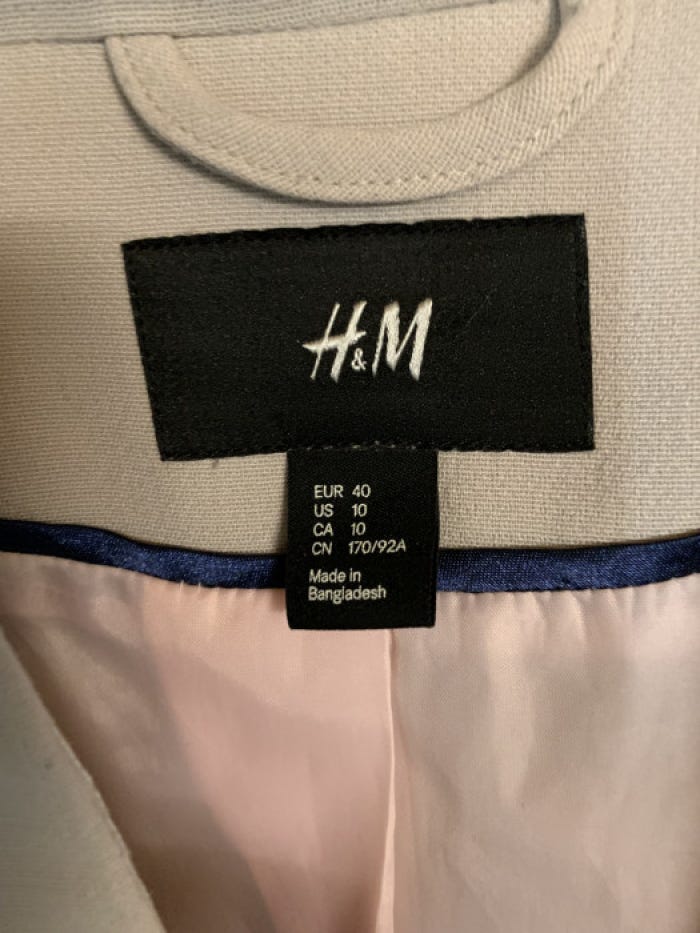 H&M
EUR 40
US 10
CA 10
CN 170/92A
Made in
Bangladesh